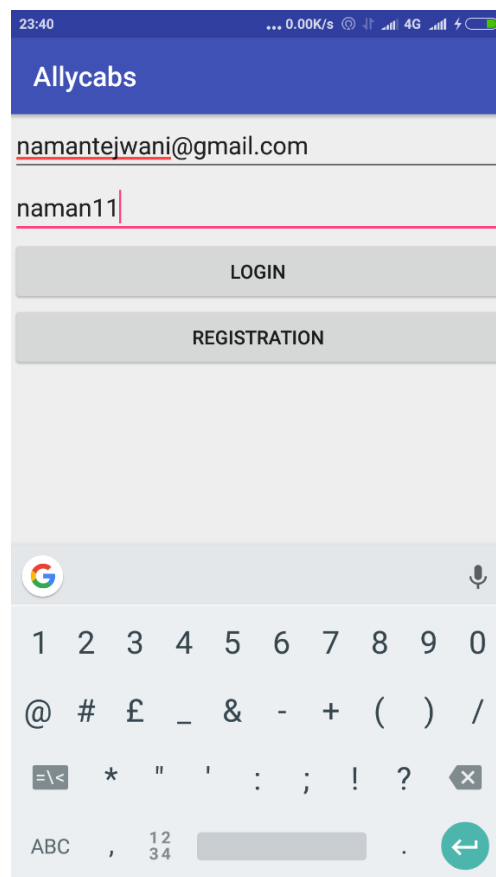 23:40 ... 0.00K/s 4G
Allycabs
namantejwani@gmail.com
naman11
LOGIN
REGISTRATION
G
1 2 3 4 5 6 7 8 9 0
@ # £ _ & - + ( ) /
=\< * " ' : ; ! ?
ABC , 12 .
34